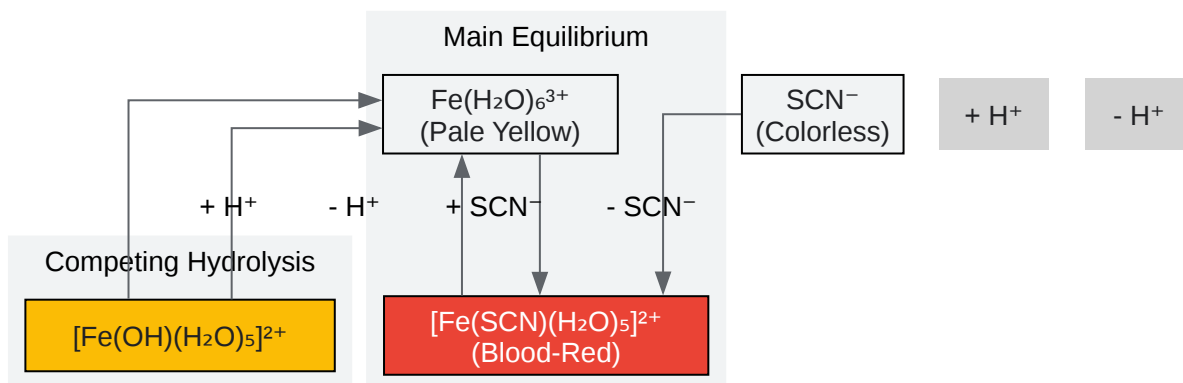 Main Equilibrium
Fe(H₂O)₆³⁺
(Pale Yellow)
SCN⁻
(Colorless)
+ H⁺
- H⁺
+ H⁺
- H⁺
+ SCN⁻
- SCN⁻
Competing Hydrolysis
[Fe(OH)(H₂O)₅]²⁺
[Fe(SCN)(H₂O)₅]²⁺
(Blood-Red)